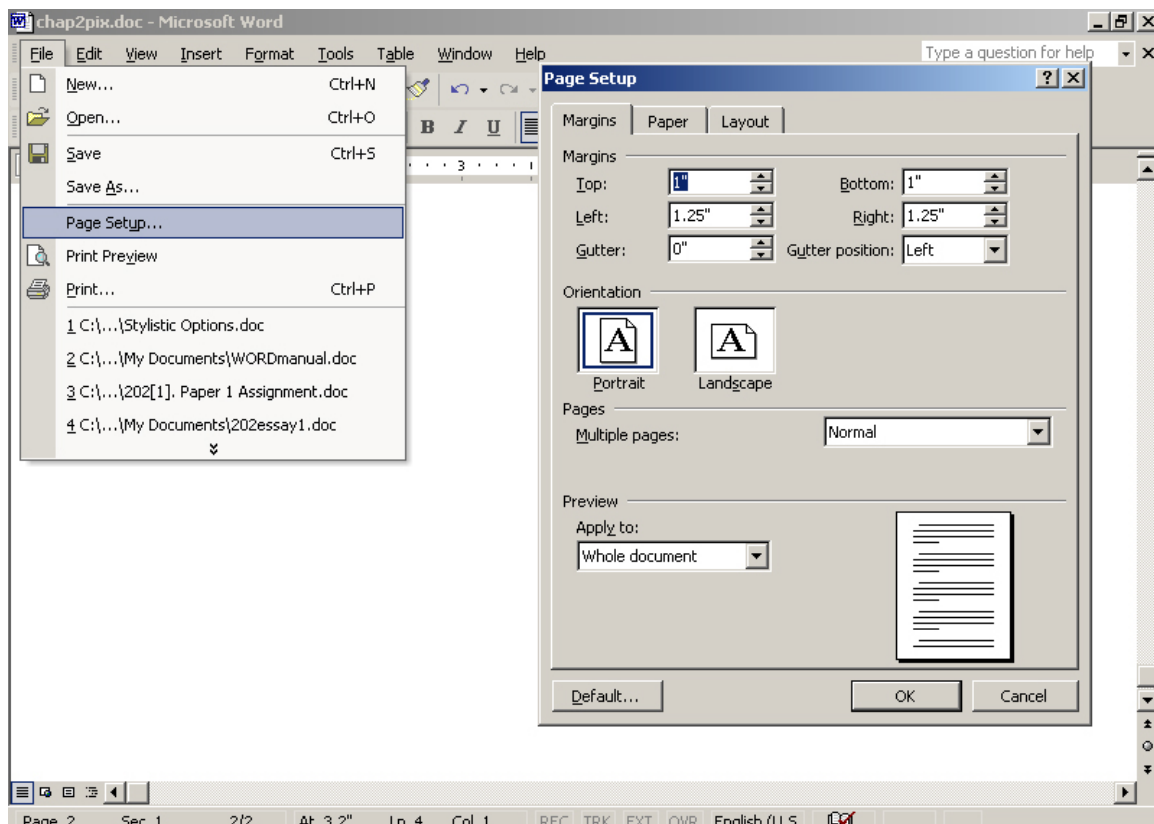 chap2pix.doc - Microsoft Word
File Edit View Insert Format Tools Table Window Help Type a question for help
New... Ctrl+N
Open... Ctrl+O
Save Ctrl+S
Save As...
Page Setup...
Print Preview
Print... Ctrl+P
1 C:\...\Stylistic Options.doc
2 C:\...\My Documents\WORDmanual.doc
3 C:\...\202[1]. Paper 1 Assignment.doc
4 C:\...\My Documents\202essay1.doc
B I U
3
Page Setup
Margins Paper Layout
Margins
Top: 1" Bottom: 1"
Left: 1.25" Right: 1.25"
Gutter: 0" Gutter position: Left
Orientation
A A
Portrait Landscape
Pages
Multiple pages: Normal
Preview
Apply to:
Whole document
Default... OK Cancel
Page 2 Sec 1 2/2 At 3.2" Ln 4 Col 1 REC TRK EXT OVR English (U.S